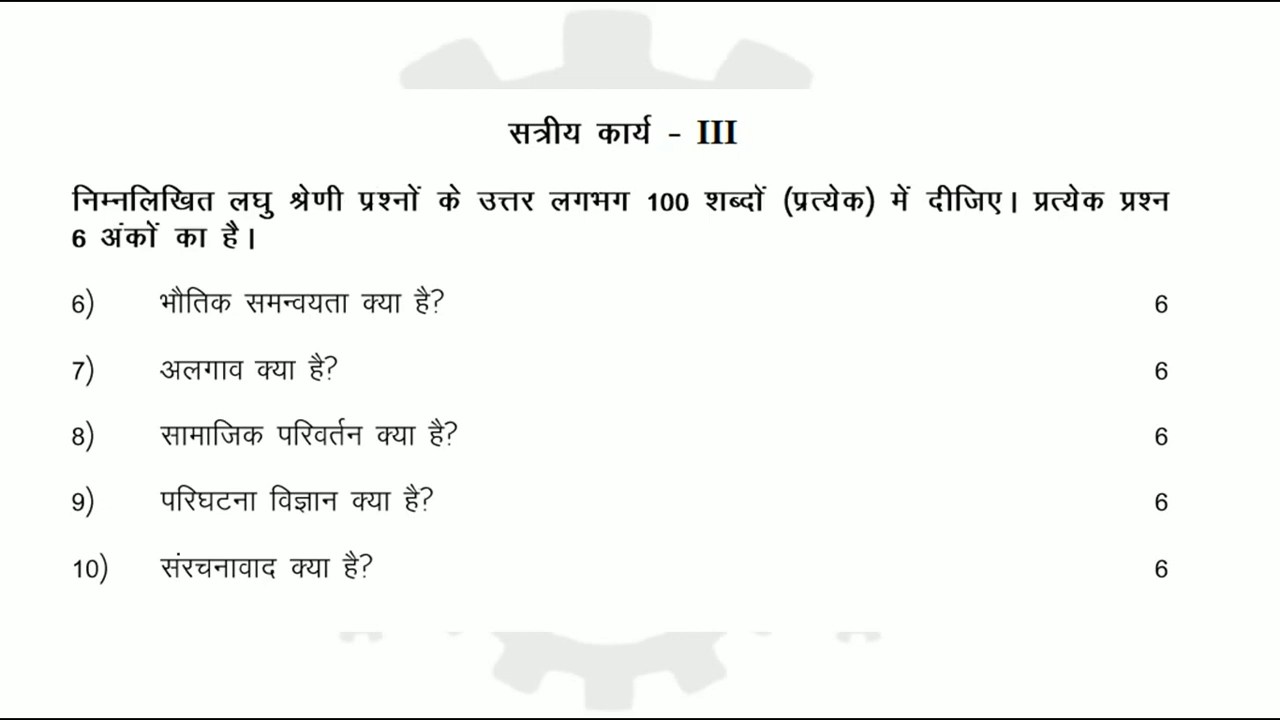 सत्रीय कार्य - III
निम्नलिखित लघु श्रेणी प्रश्नों के उत्तर लगभग 100 शब्दों (प्रत्येक) में दीजिए। प्रत्येक प्रश्न
6 अंकों का है।
6) भौतिक समन्वयता क्या है? 6
7) अलगाव क्या है? 6
8) सामाजिक परिवर्तन क्या है? 6
9) परिघटना विज्ञान क्या है? 6
10) संरचनावाद क्या है? 6